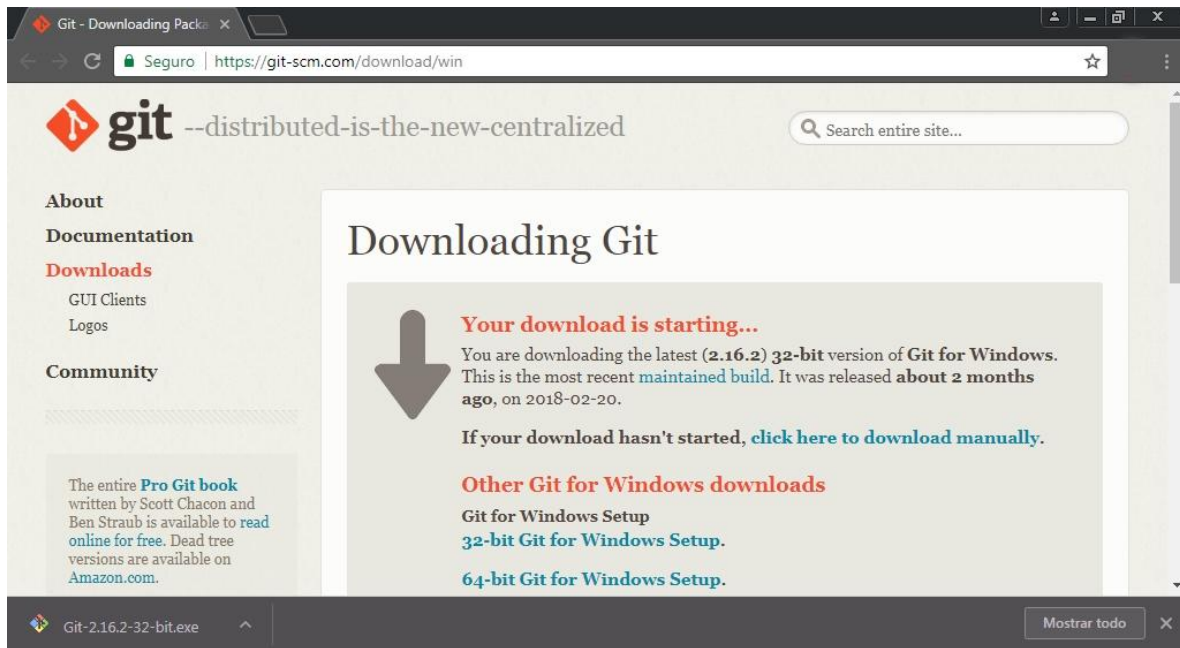 Git - Downloading Packa
Seguro | https://git-scm.com/download/win
git --distributed-is-the-new-centralized
Search entire site...
About
Documentation
Downloads
GUI Clients
Logos
Community
The entire Pro Git book
written by Scott Chacon and
Ben Straub is available to read
online for free. Dead tree
versions are available on
Amazon.com.
Downloading Git
Your download is starting...
You are downloading the latest (2.16.2) 32-bit version of Git for Windows.
This is the most recent maintained build. It was released about 2 months
ago, on 2018-02-20.
If your download hasn't started, click here to download manually.
Other Git for Windows downloads
Git for Windows Setup
32-bit Git for Windows Setup.
64-bit Git for Windows Setup.
Git-2.16.2-32-bit.exe
Mostrar todo